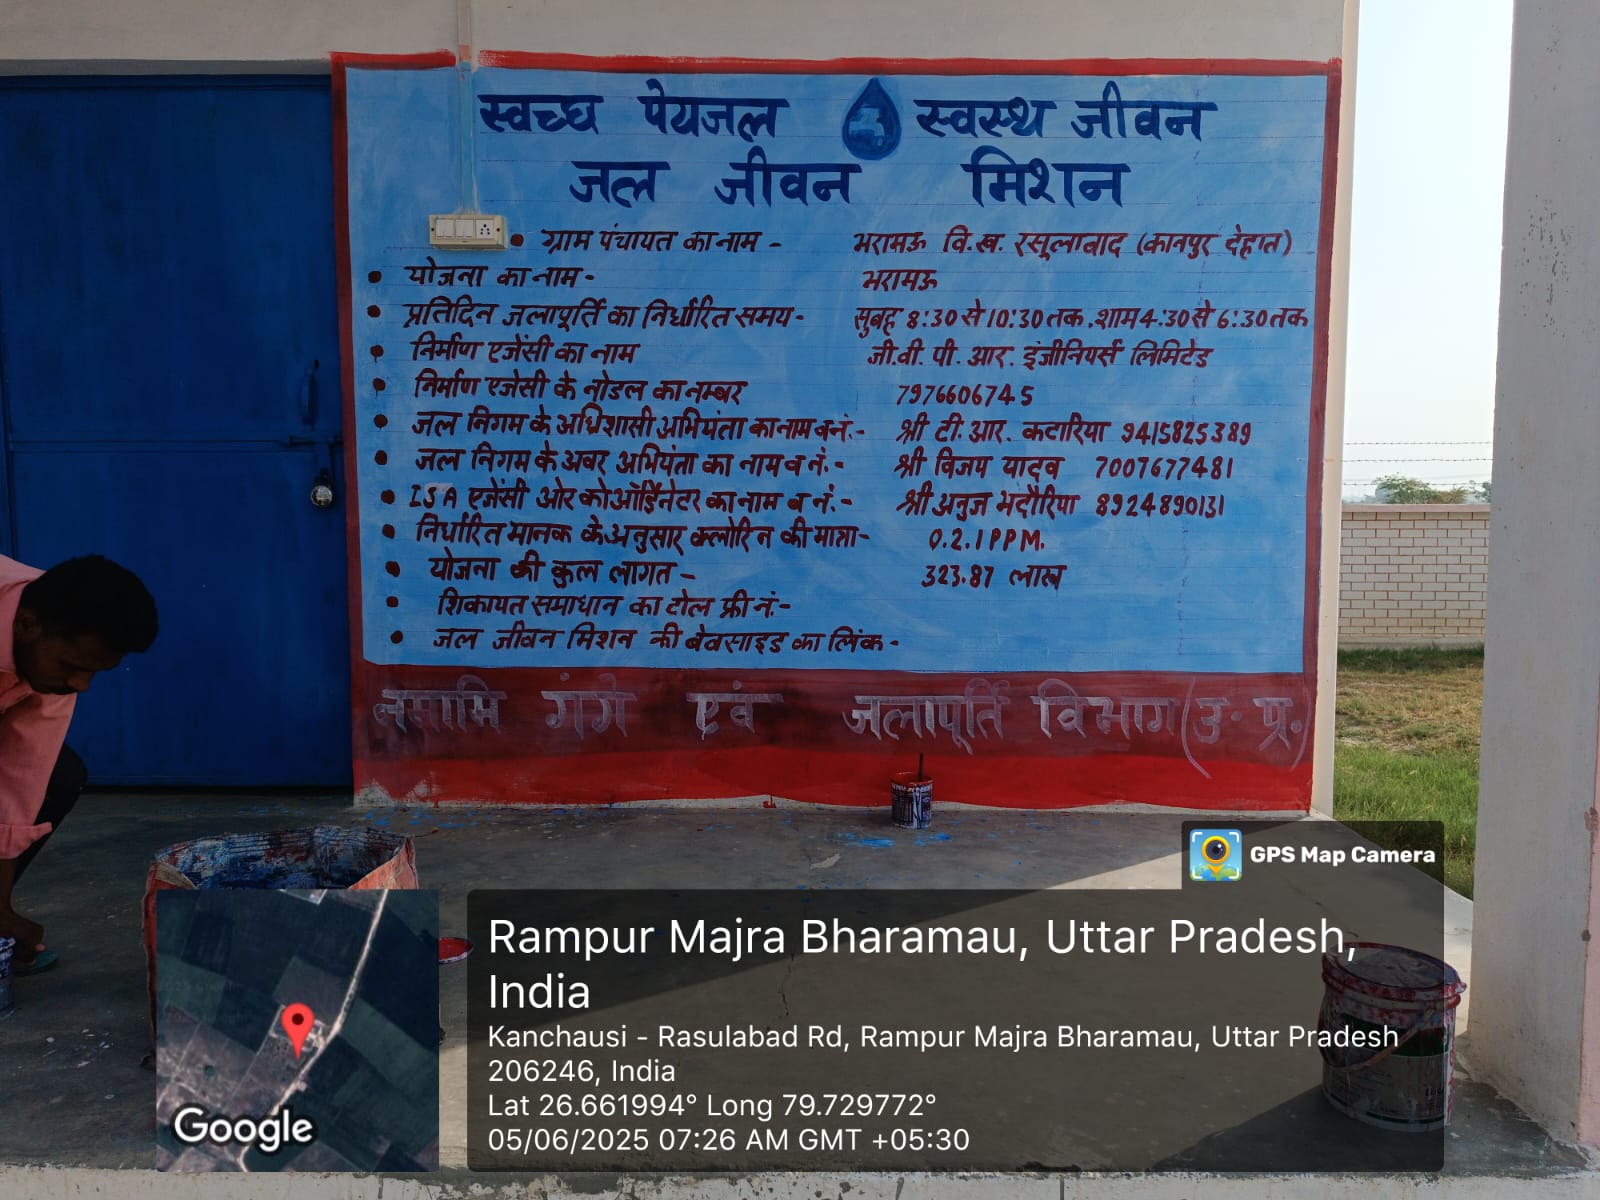 स्वच्छ पेयजल स्वस्थ जीवन
जल जीवन मिशन
ग्राम पंचायत का नाम - भरामऊ वि.ख. रसूलाबाद (कानपुर देहात)
योजना का नाम- भरामऊ
प्रतिदिन जलापूर्ति का निर्धारित समय- सुबह 8:30 से 10:30 तक .शाम 4:30 से 6:30 तक
निर्माण एजेंसी का नाम जी.वी. पी. आर. इंजीनियर्स लिमिटेड
निर्माण एजेंसी के नोडल का नम्बर 7976606745
जल निगम के अधिशासी अभियंता का नाम व नं.- श्री टी. आर. कटारिया 9415825389
जल निगम के अवर अभियंता का नाम व नं.- श्री विजय यादव 7007677481
ISA एजेंसी ओर कोऑर्डिनेटर का नाम व नं.- श्री अनुज भदौरिया 8924890131
निर्धारित मानक के अनुसार क्लोरिन की मात्रा- 0.2.1 PPM.
योजना की कुल लागत- 323.87 लाख
शिकायत समाधान का टोल फ्री नं.-
जल जीवन मिशन की बेवसाइड का लिंक-
नमामि गंगे एवं जलापूर्ति विभाग (उ. प्र.)
GPS Map Camera
Rampur Majra Bharamau, Uttar Pradesh,
India
Kanchausi - Rasulabad Rd, Rampur Majra Bharamau, Uttar Pradesh
206246, India
Lat 26.661994° Long 79.729772°
05/06/2025 07:26 AM GMT +05:30
Google